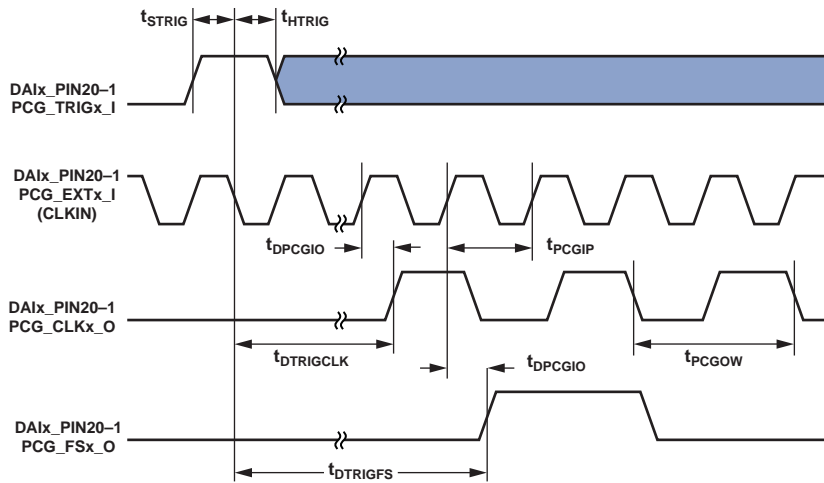 tSTRIG tHTRIG
DAIx_PIN20–1
PCG_TRIGx_I
DAIx_PIN20–1
PCG_EXTx_I
(CLKIN)
tDPCGIO tPCGIP
DAIx_PIN20–1
PCG_CLKx_O
tDTRIGCLK tDPCGIO tPCGOW
DAIx_PIN20–1
PCG_FSx_O
tDTRIGFS